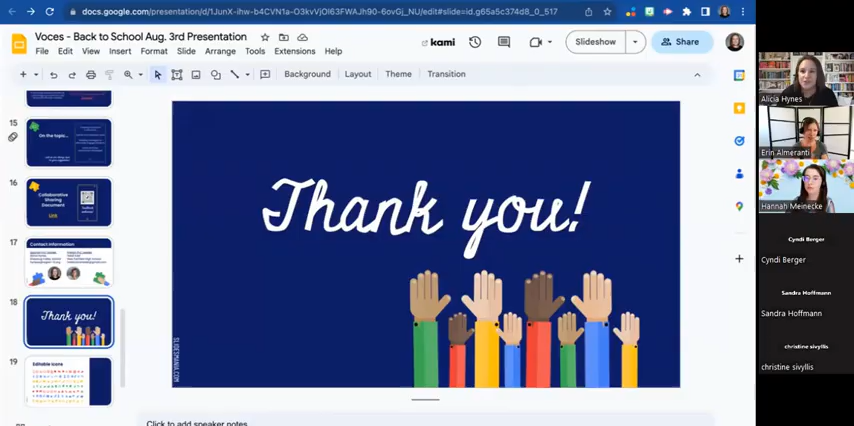 docs.google.com/presentation/d/1JunX-ihw-b4CVN1a-O3kvVjOI63FWAJh90-6ovGj_NU/edit#slide=id.g65a5c374d8_0_517
Voces - Back to School Aug. 3rd Presentation
File Edit View Insert Format Slide Arrange Tools Extensions Help
kami
Slideshow
Share
Background Layout Theme Transition
15
On the topic...
16
Collaborative
Sharing
Document
17
Contact Information
18
Thank you!
19
Editable Icons
Thank you!
SLIDESMANIA.COM
Click to add speaker notes
Alicia Hynes
Erin Almeranti
Hannah Meinecke
Cyndi Berger
Cyndi Berger
Sandra Hoffmann
Sandra Hoffmann
christine sivyllis
christine sivyllis